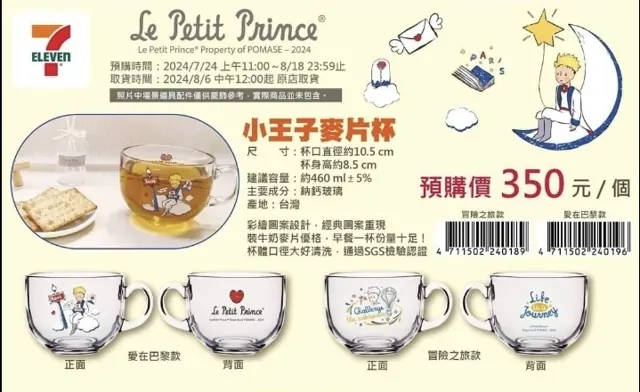 7
ELEVEN
Le Petit Prince®
Le Petit Prince® Property of POMASE – 2024
預購時間：2024/7/24 上午11:00～8/18 23:59止
取貨時間：2024/8/6 中午12:00起 原店取貨
照片中場景道具配件僅供擺飾參考，實際商品並未包含。
PARIS
小王子麥片杯
尺　寸：杯口直徑約10.5 cm
杯身高約8.5 cm
建議容量：約460 ml±5%
主要成分：鈉鈣玻璃
產地：台灣
預購價 350 元/個
彩繪圖案設計，經典圖案重現
裝牛奶麥片優格，早餐一杯份量十足！
杯體口徑大好清洗，通過SGS檢驗認證
冒險之旅款
4 711502 240189
愛在巴黎款
4 711502 240196
Le Petit Prince
Challenge
Life
is a
Journey
正面
愛在巴黎款
背面
正面
冒險之旅款
背面